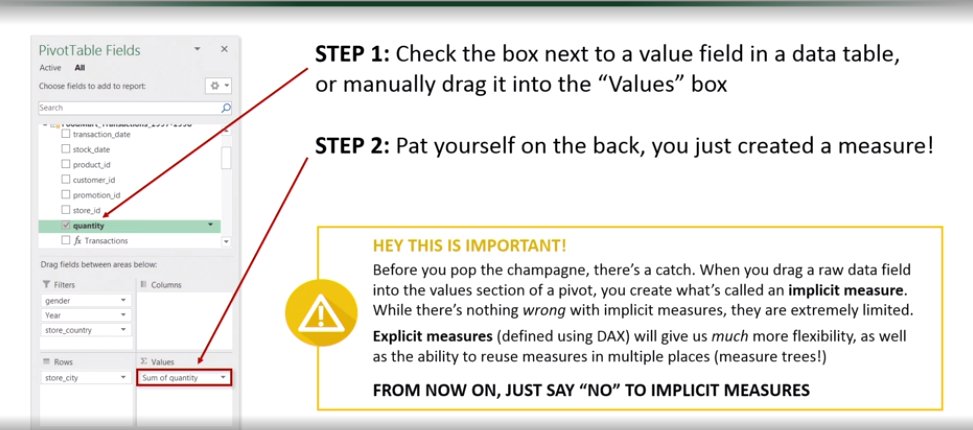 PivotTable Fields
Active All
Choose fields to add to report:
Search
FoodMart_Transactions_1997-1998
transaction_date
stock_date
product_id
customer_id
promotion_id
store_id
quantity
fx Transactions
Drag fields between areas below:
Filters
Columns
gender
Year
store_country
Rows
Σ Values
store_city
Sum of quantity
STEP 1: Check the box next to a value field in a data table,
or manually drag it into the “Values” box
STEP 2: Pat yourself on the back, you just created a measure!
HEY THIS IS IMPORTANT!
Before you pop the champagne, there’s a catch. When you drag a raw data field
into the values section of a pivot, you create what’s called an implicit measure.
While there’s nothing wrong with implicit measures, they are extremely limited.
Explicit measures (defined using DAX) will give us much more flexibility, as well
as the ability to reuse measures in multiple places (measure trees!)
FROM NOW ON, JUST SAY “NO” TO IMPLICIT MEASURES